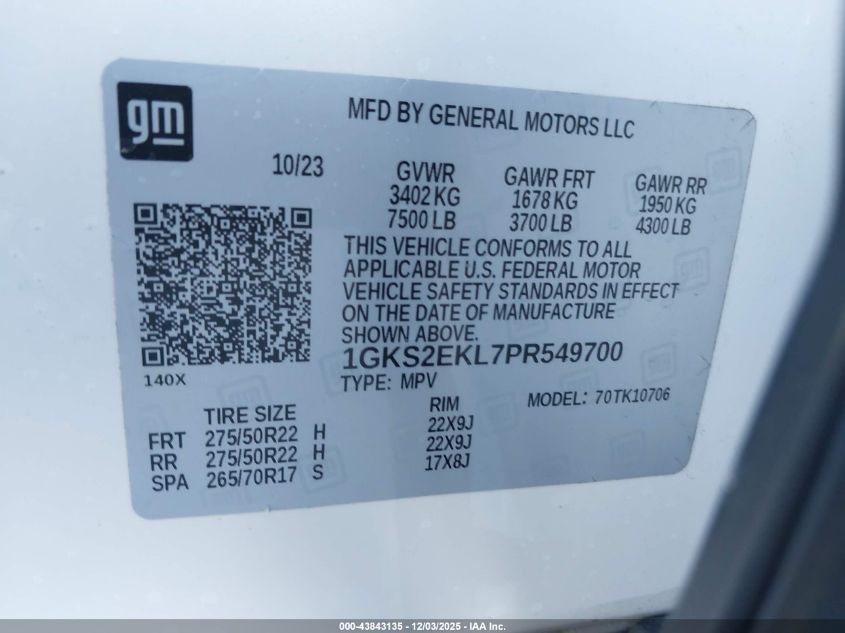 gm
MFD BY GENERAL MOTORS LLC
10/23
GVWR
3402 KG
7500 LB
GAWR FRT
1678 KG
3700 LB
GAWR RR
1950 KG
4300 LB
THIS VEHICLE CONFORMS TO ALL
APPLICABLE U.S. FEDERAL MOTOR
VEHICLE SAFETY STANDARDS IN EFFECT
ON THE DATE OF MANUFACTURE
SHOWN ABOVE.
1GKS2EKL7PR549700
140X
TYPE: MPV
MODEL: 70TK10706
TIRE SIZE
RIM
FRT 275/50R22 H 22X9J
RR 275/50R22 H 22X9J
SPA 265/70R17 S 17X8J
000-43843135 - 12/03/2025 - IAA Inc.